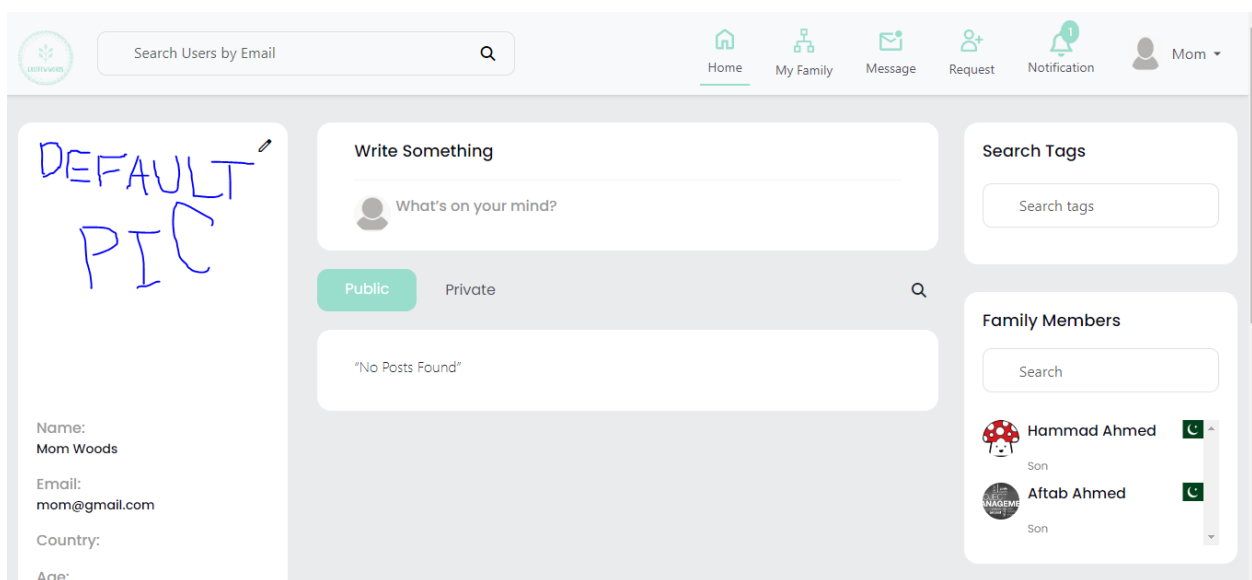 Search Users by Email
Home
My Family
Message
Request
1
Notification
Mom
DEFAULT
PIC
Name:
Mom Woods
Email:
mom@gmail.com
Country:
Age:
Write Something
What's on your mind?
Public
Private
"No Posts Found"
Search Tags
Search tags
Family Members
Search
Hammad Ahmed
Son
Aftab Ahmed
Son